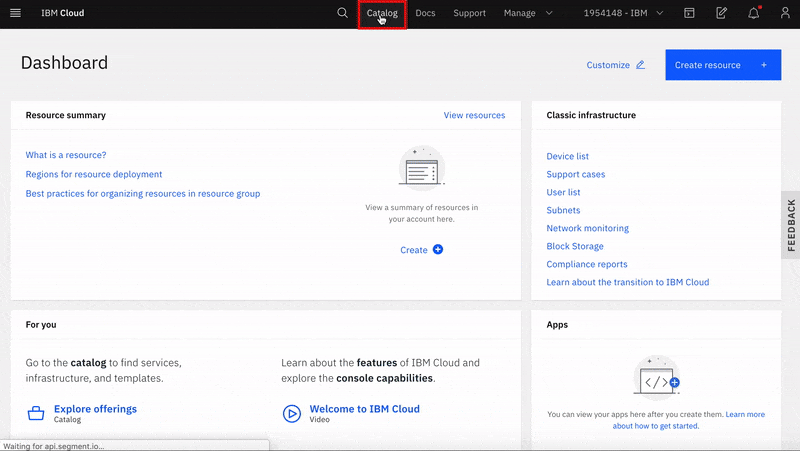 IBM Cloud
Catalog
Docs
Support
Manage
1954148 - IBM
Dashboard
Customize
Create resource +
Resource summary
View resources
What is a resource?
Regions for resource deployment
Best practices for organizing resources in resource group
View a summary of resources in
your account here.
Create
Classic infrastructure
Device list
Support cases
User list
Subnets
Network monitoring
Block Storage
Compliance reports
Learn about the transition to IBM Cloud
FEEDBACK
For you
Go to the catalog to find services,
infrastructure, and templates.
Explore offerings
Catalog
Learn about the features of IBM Cloud and
explore the console capabilities.
Welcome to IBM Cloud
Video
Apps
</>
You can view your apps here after you create them. Learn more
about how to get started.
Waiting for api.segment.io...